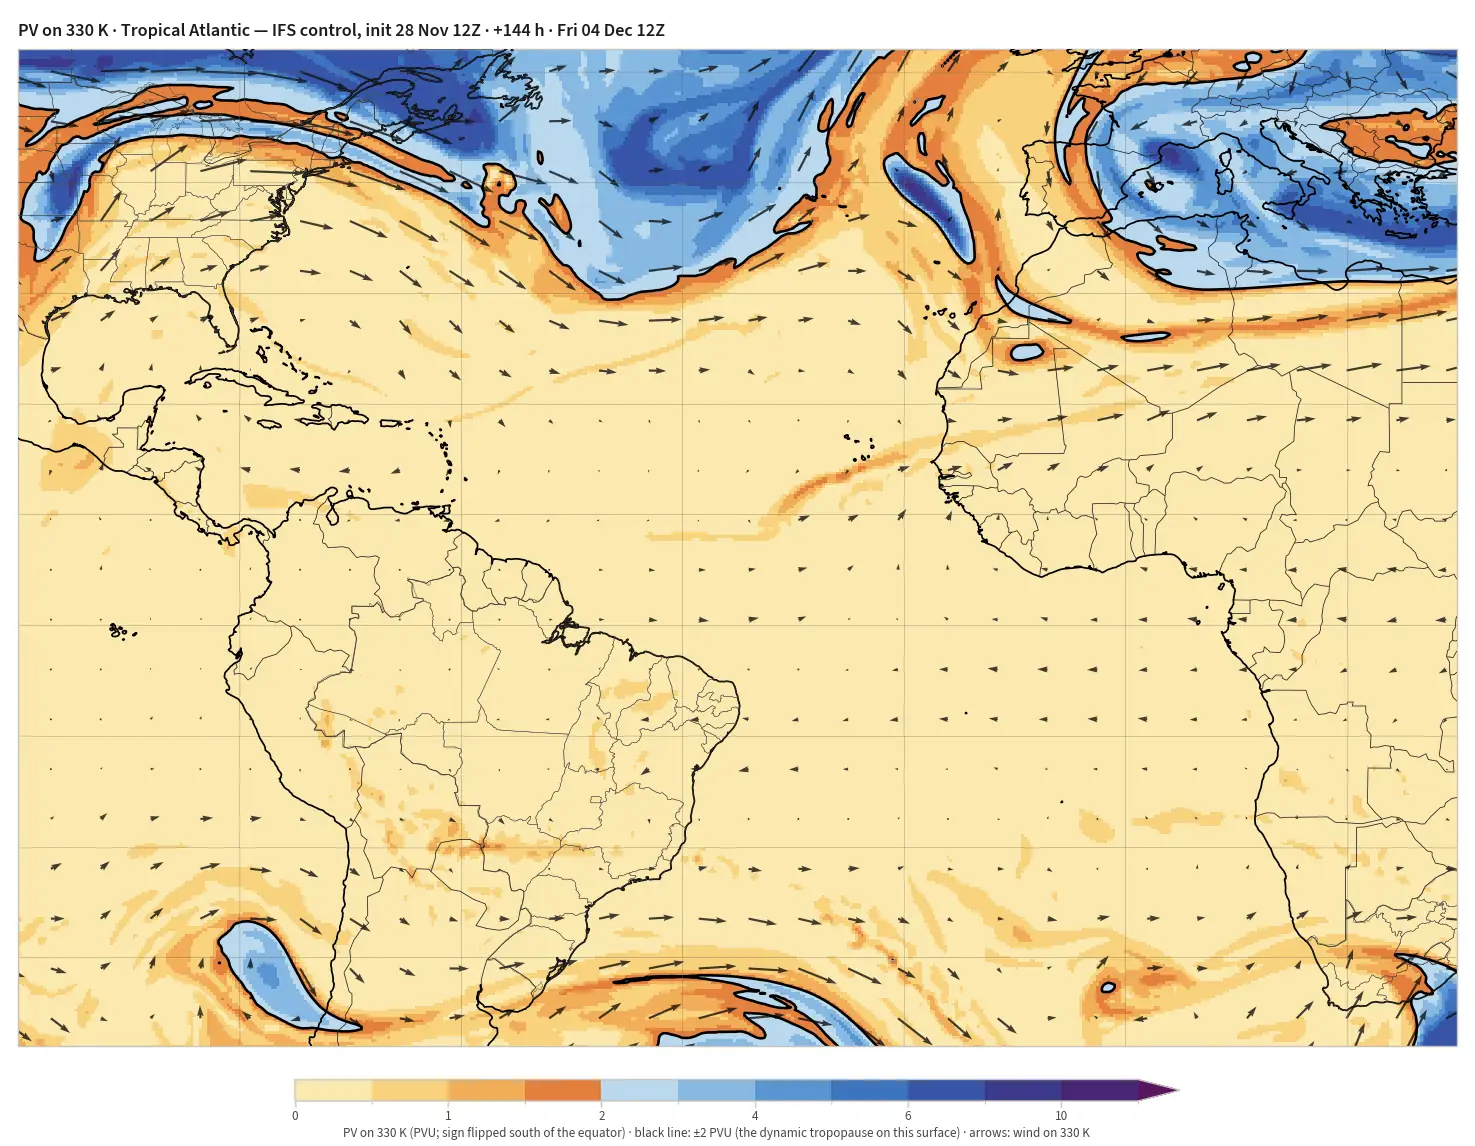 PV on 330 K · Tropical Atlantic — IFS control, init 28 Nov 12Z · +144 h · Fri 04 Dec 12Z
0 1 2 4 6 8 10
PV on 330 K (PVU; sign flipped south of the equator) · black line: ±2 PVU (the dynamic tropopause on this surface) · arrows: wind on 330 K